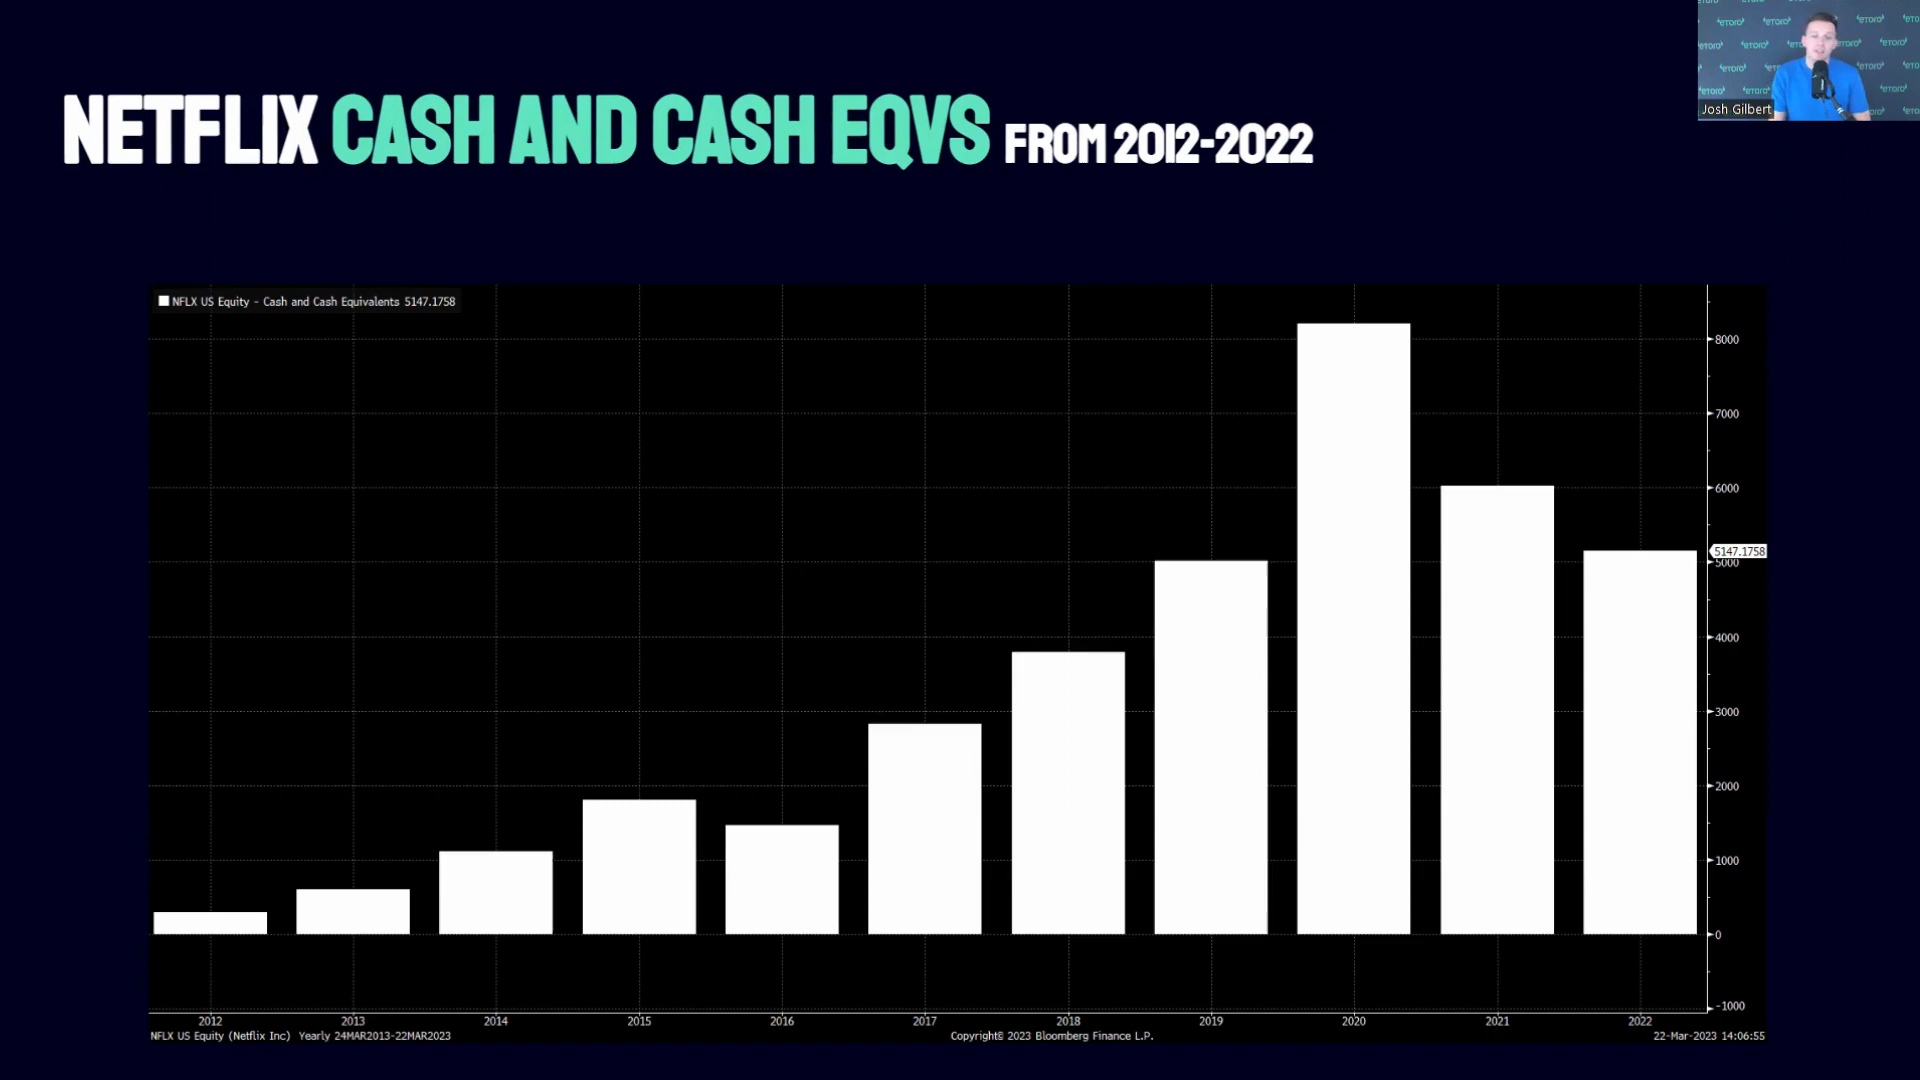 NETFLIX CASH AND CASH EQVS FROM 2012-2022
Josh Gilbert
NFLX US Equity - Cash and Cash Equivalents 5147.1758
8000
7000
6000
5147.1758
5000
4000
3000
2000
1000
0
-1000
2012 2013 2014 2015 2016 2017 2018 2019 2020 2021 2022
NFLX US Equity (Netflix Inc) Yearly 24MAR2013-22MAR2023 Copyright© 2023 Bloomberg Finance L.P. 22-Mar-2023 14:06:55